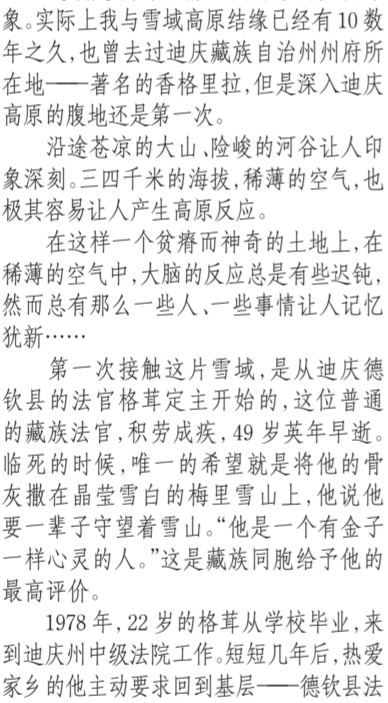 象。实际上我与雪域高原结缘已经有10数
年之久,也曾去过迪庆藏族自治州州府所
在地——著名的香格里拉,但是深入迪庆
高原的腹地还是第一次。
沿途苍凉的大山、险峻的河谷让人印
象深刻。三四千米的海拔,稀薄的空气,也
极其容易让人产生高原反应。
在这样一个贫瘠而神奇的土地上,在
稀薄的空气中,大脑的反应总是有些迟钝,
然而总有那么一些人、一些事情让人记忆
犹新……
第一次接触这片雪域,是从迪庆德
钦县的法官格茸定主开始的,这位普通
的藏族法官,积劳成疾,49岁英年早逝。
临死的时候,唯一的希望就是将他的骨
灰撒在晶莹雪白的梅里雪山上,他说他
要一辈子守望着雪山。“他是一个有金子
一样心灵的人。”这是藏族同胞给予他的
最高评价。
1978年,22岁的格茸从学校毕业,来
到迪庆州中级法院工作。短短几年后,热爱
家乡的他主动要求回到基层——德钦县法